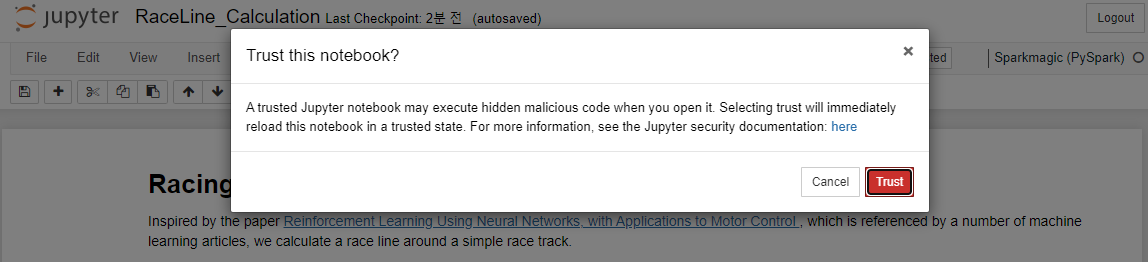 jupyter RaceLine_Calculation Last Checkpoint: 2분 전 (autosaved)
Logout
Trust this notebook?
×
File Edit View Insert ted Sparkmagic (PySpark)
A trusted Jupyter notebook may execute hidden malicious code when you open it. Selecting trust will immediately
reload this notebook in a trusted state. For more information, see the Jupyter security documentation: here
Cancel Trust
Racing
Inspired by the paper Reinforcement Learning Using Neural Networks, with Applications to Motor Control , which is referenced by a number of machine
learning articles, we calculate a race line around a simple race track.